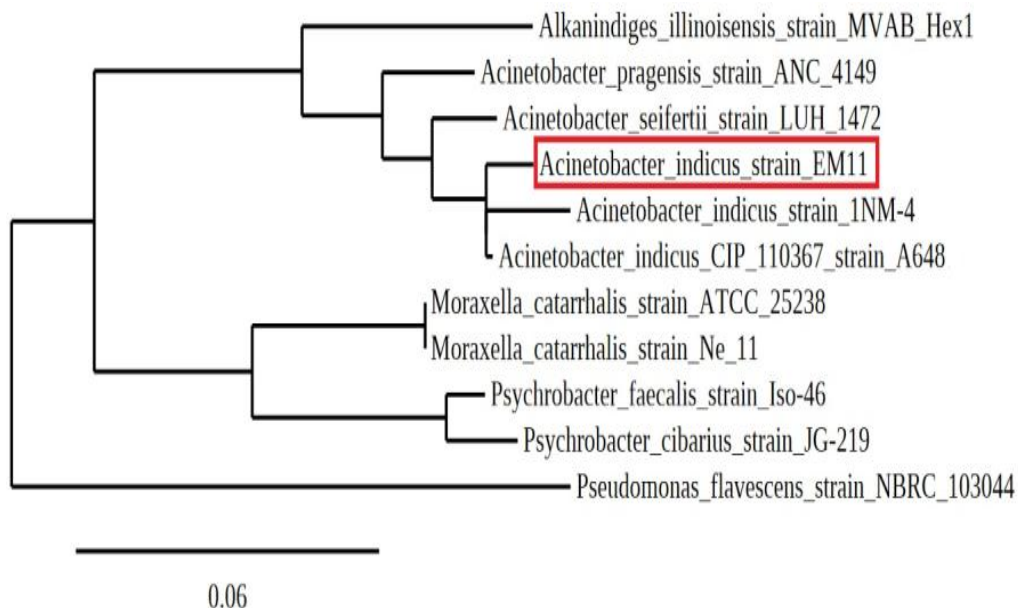 Alkanindiges_illinoisensis_strain_MVAB_Hex1
Acinetobacter_pragensis_strain_ANC_4149
Acinetobacter_seifertii_strain_LUH_1472
Acinetobacter_indicus_strain_EM11
Acinetobacter_indicus_strain_1NM-4
Acinetobacter_indicus_CIP_110367_strain_A648
Moraxella_catarrhalis_strain_ATCC_25238
Moraxella_catarrhalis_strain_Ne_11
Psychrobacter_faecalis_strain_Iso-46
Psychrobacter_cibarius_strain_JG-219
Pseudomonas_flavescens_strain_NBRC_103044
0.06